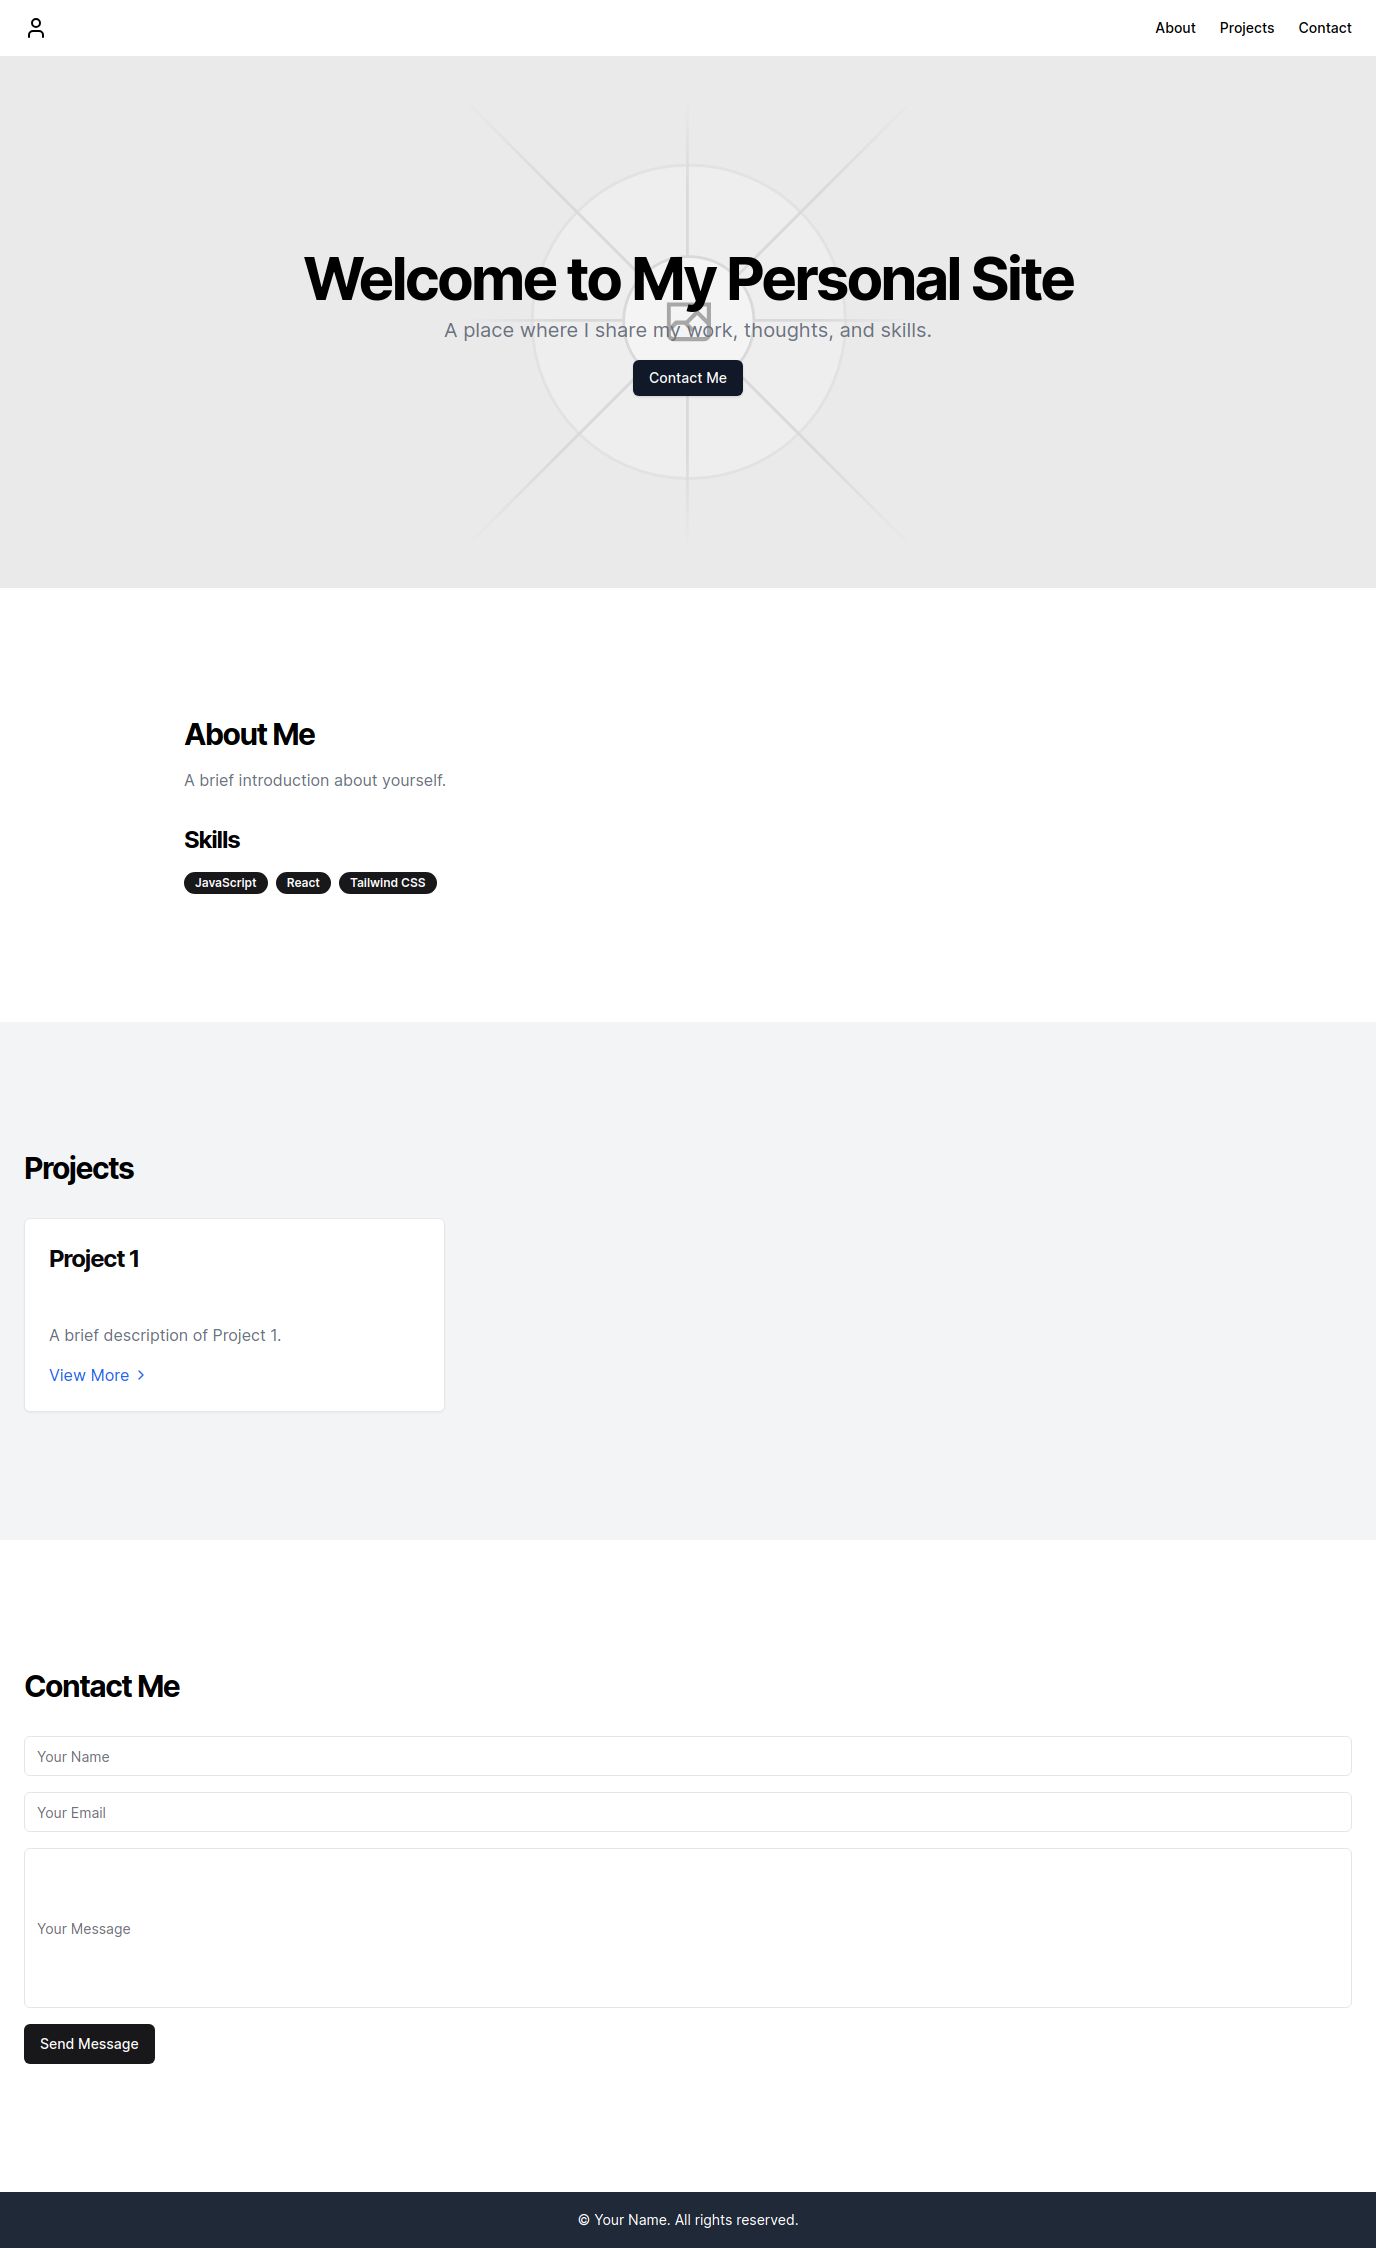 About Projects Contact
Welcome to My Personal Site
A place where I share my work, thoughts, and skills.
Contact Me
About Me
A brief introduction about yourself.
Skills
JavaScript React Tailwind CSS
Projects
Project 1
A brief description of Project 1.
View More
Contact Me
Your Name
Your Email
Your Message
Send Message
© Your Name. All rights reserved.